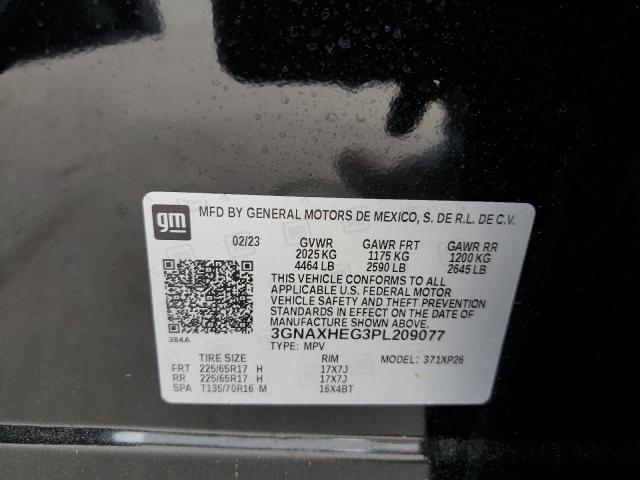 gm
MFD BY GENERAL MOTORS DE MEXICO, S. DE R.L. DE C.V.
02/23 GVWR GAWR FRT GAWR RR
2025 KG 1175 KG 1200 KG
4464 LB 2590 LB 2645 LB
THIS VEHICLE CONFORMS TO ALL
APPLICABLE U.S. FEDERAL MOTOR
VEHICLE SAFETY AND THEFT PREVENTION
STANDARDS IN EFFECT ON THE DATE OF
MANUFACTURE SHOWN ABOVE.
3GNAXHEG3PL209077
384A TYPE: MPV
TIRE SIZE RIM MODEL: 371XP26
FRT 225/65R17 H 17X7J
RR 225/65R17 H 17X7J
SPA T135/70R16 M 16X4BT